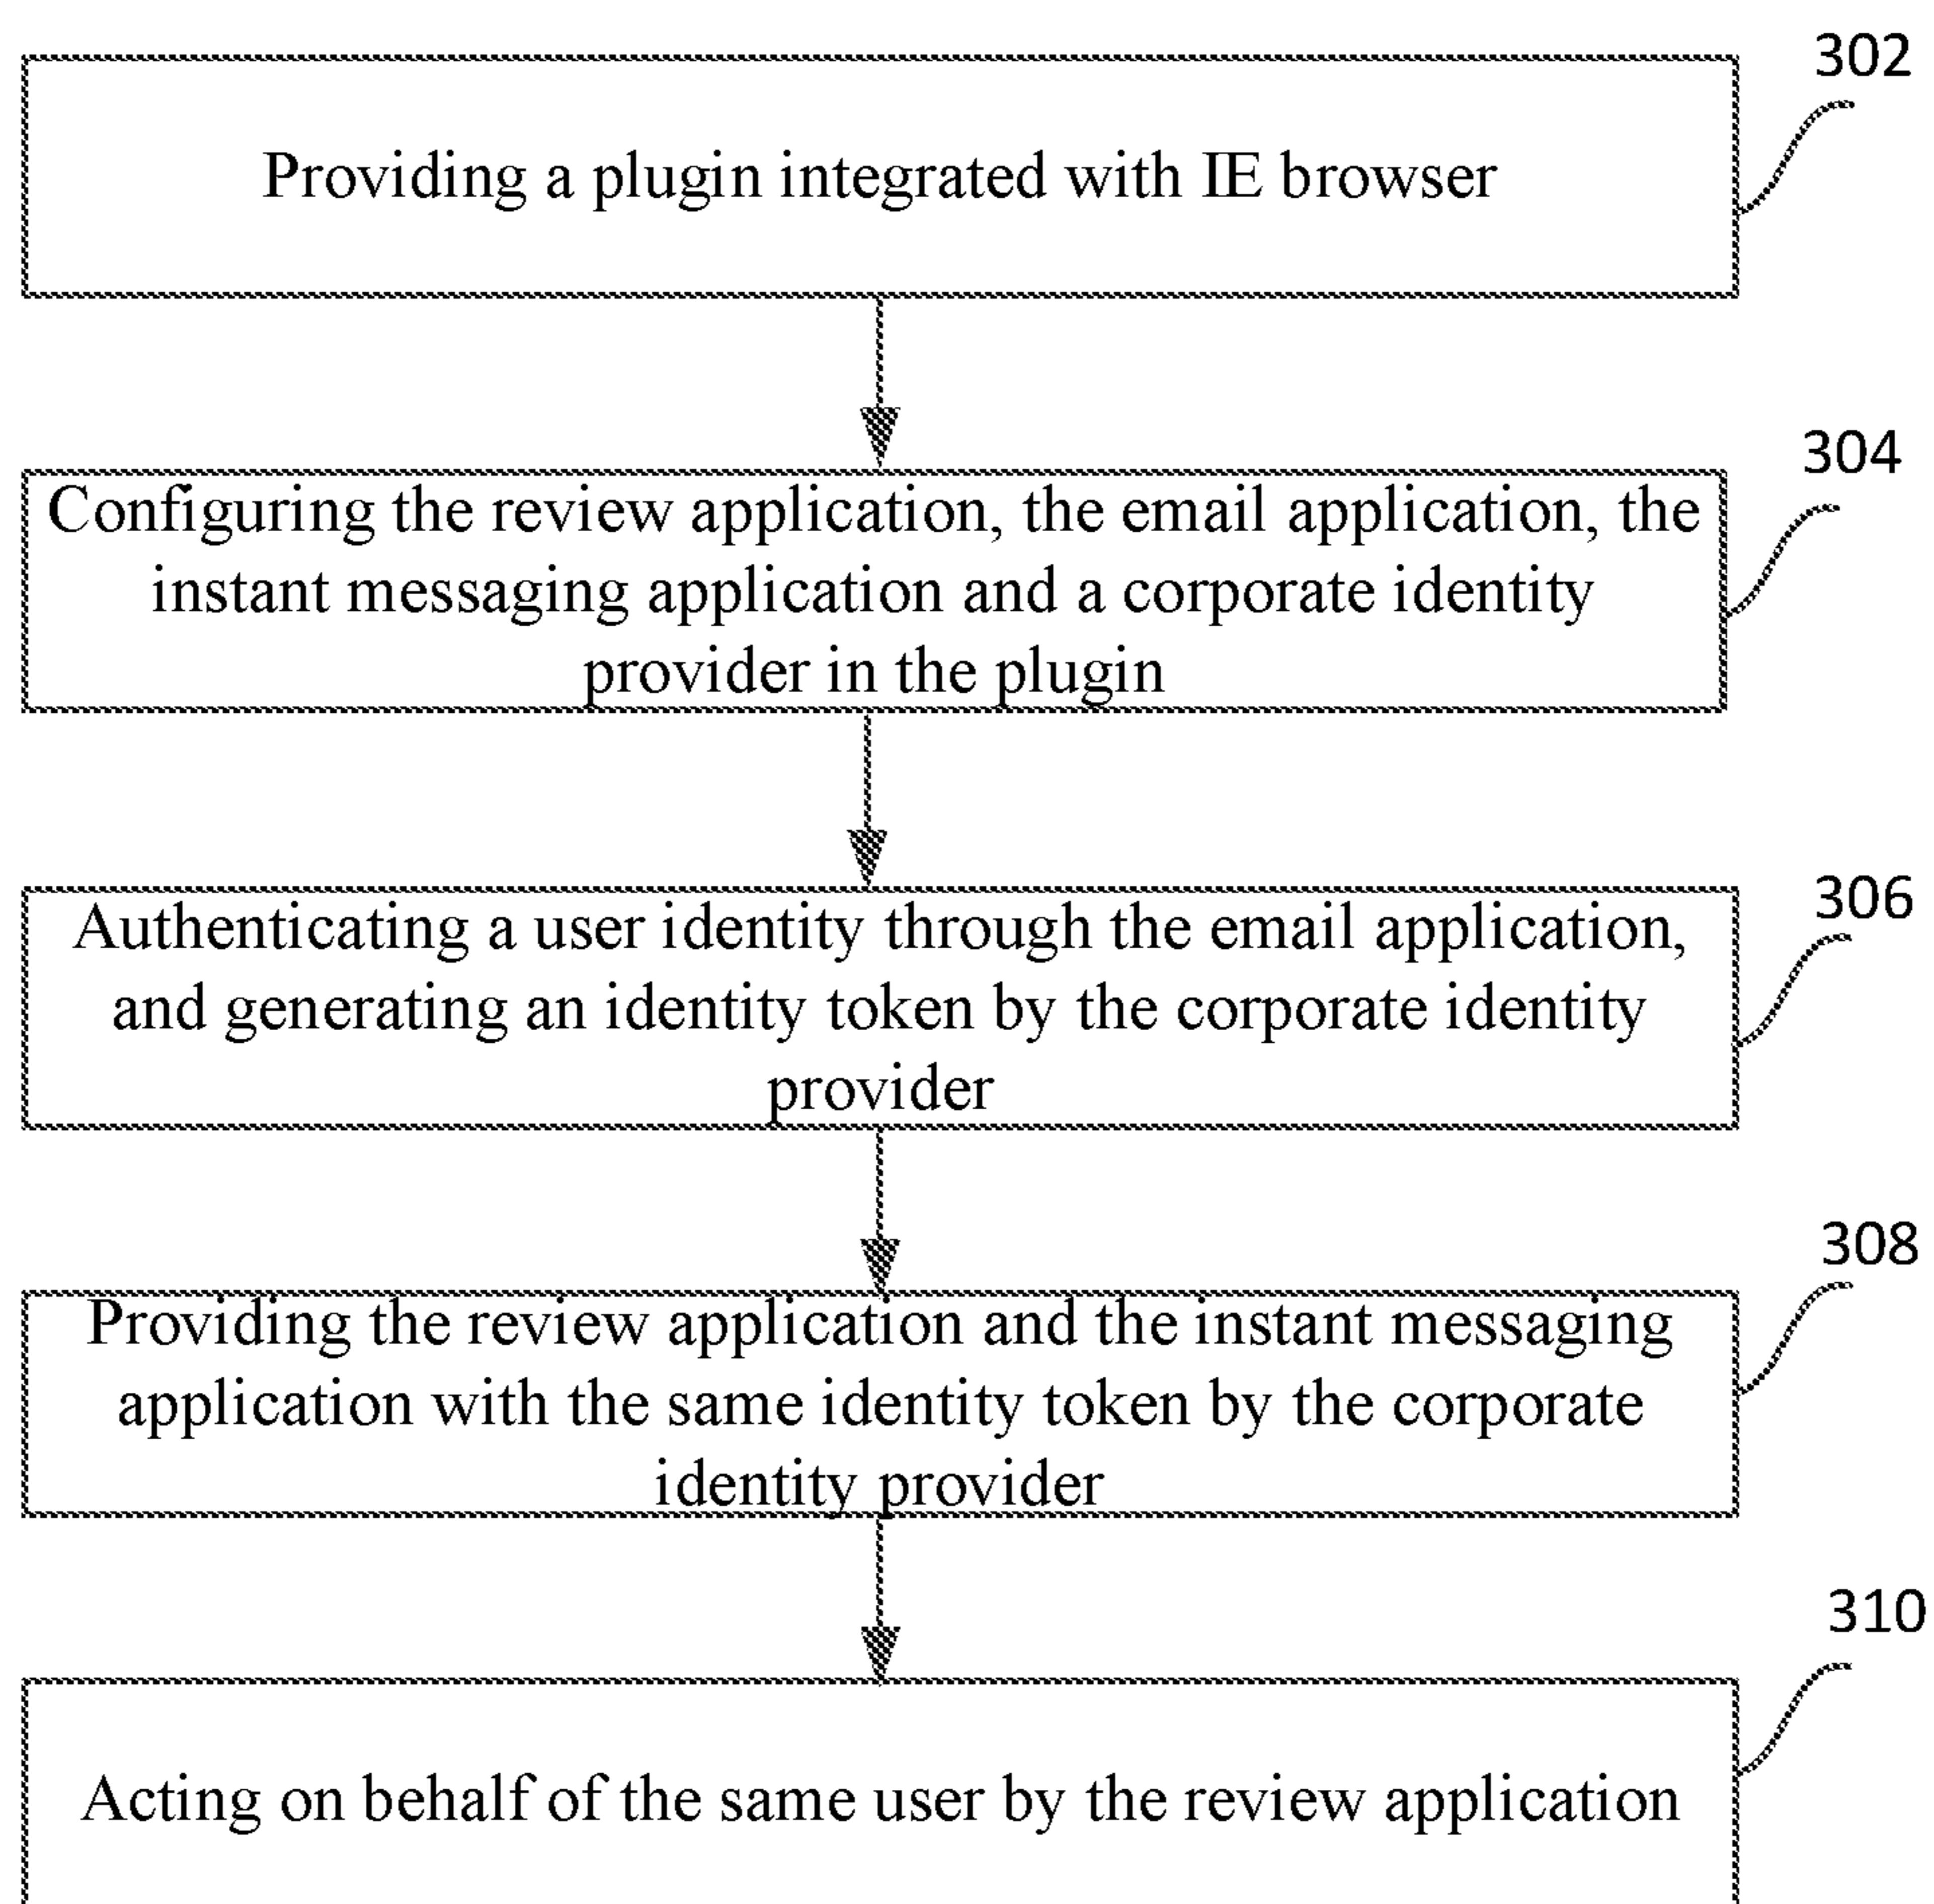 302
Providing a plugin integrated with IE browser
304
Configuring the review application, the email application, the
instant messaging application and a corporate identity
provider in the plugin
306
Authenticating a user identity through the email application,
and generating an identity token by the corporate identity
provider
308
Providing the review application and the instant messaging
application with the same identity token by the corporate
identity provider
310
Acting on behalf of the same user by the review application